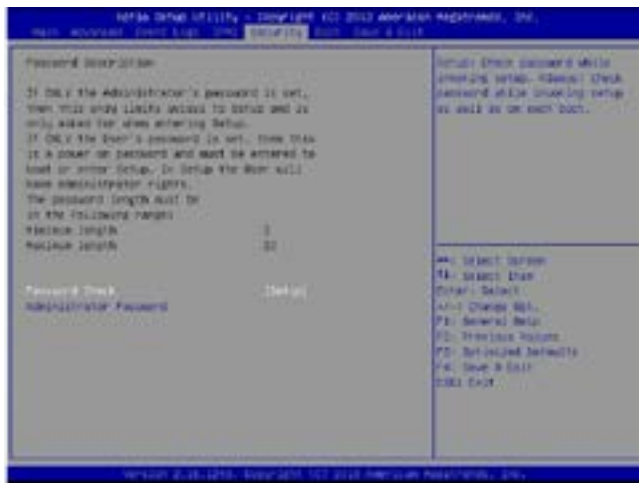 Aptio Setup Utility - Copyright (C) 2013 American Megatrends, Inc.
Main Advanced Event Logs IPMI Security Boot Save & Exit
Password Description
If ONLY the Administrator's password is set,
then this only limits access to Setup and is
only asked for when entering Setup.
If ONLY the User's password is set, then this
is a power on password and must be entered to
boot or enter Setup. In Setup the User will
have Administrator rights.
The password length must be
in the following range:
Minimum length 3
Maximum length 20
Password Check [Setup]
Administrator Password
Setup: Check password while
invoking setup. Always: Check
password while invoking setup
as well as on each boot.
: Select Screen
: Select Item
Enter: Select
+/-: Change Opt.
F1: General Help
F2: Previous Values
F3: Optimized Defaults
F4: Save & Exit
ESC: Exit
Version Copyright (C) 2013 American Megatrends, Inc.